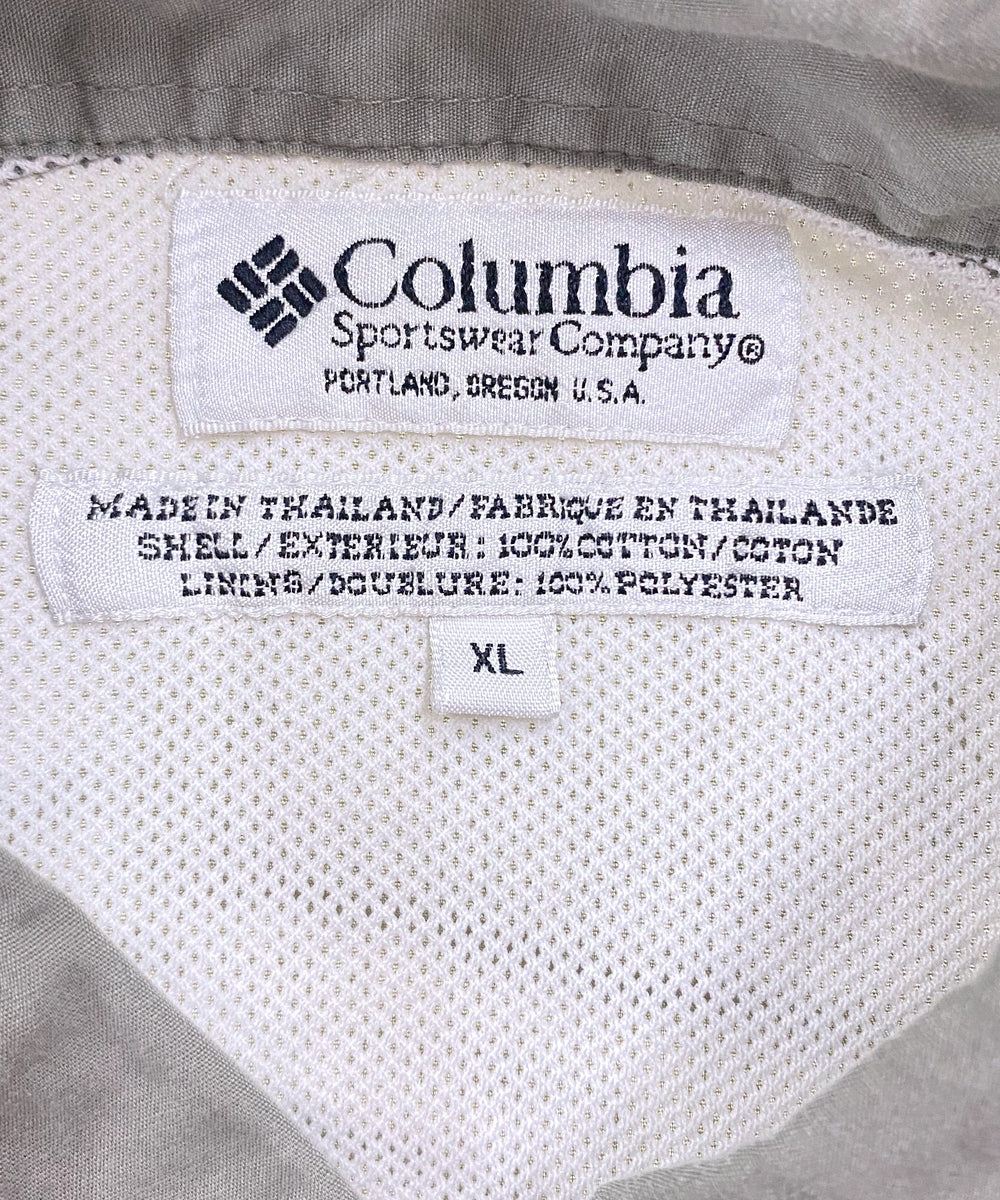 Columbia
Sportswear Company®
PORTLAND, OREGON U.S.A.
MADE IN THAILAND/FABRIQUE EN THAILANDE
SHELL/EXTERIEUR: 100% COTTON/COTON
LINING/DOUBLURE: 100% POLYESTER
XL